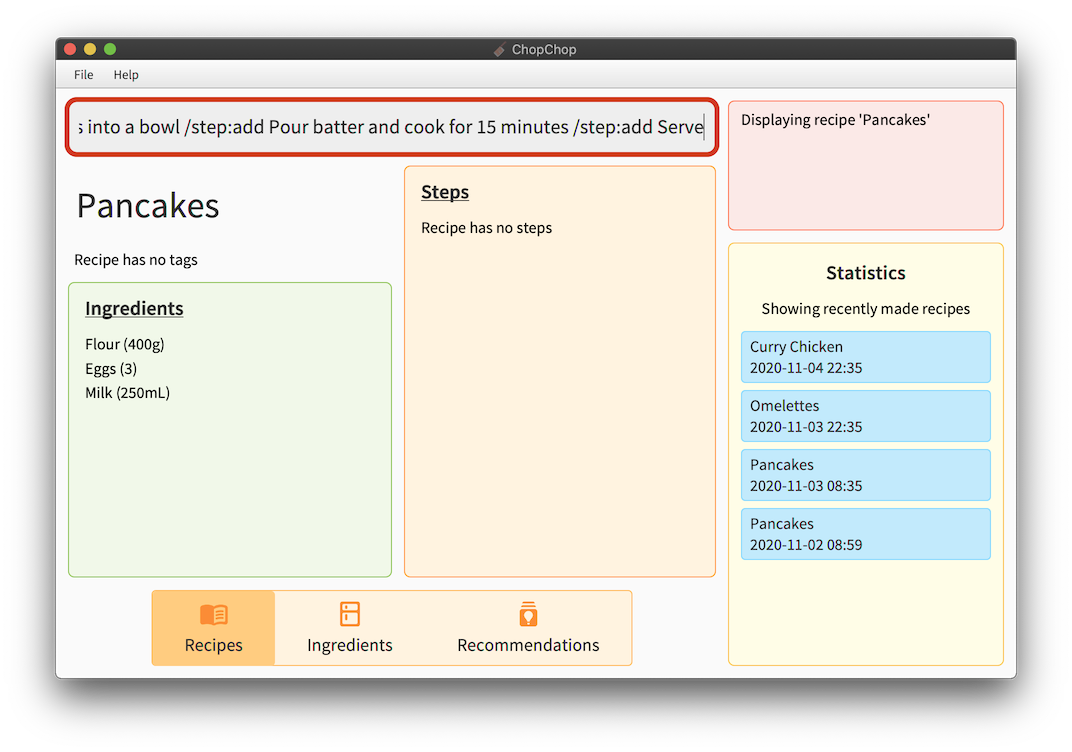 ChopChop
File Help
into a bowl /step:add Pour batter and cook for 15 minutes /step:add Serve
Displaying recipe 'Pancakes'
Pancakes
Recipe has no tags
Ingredients
Flour (400g)
Eggs (3)
Milk (250mL)
Steps
Recipe has no steps
Statistics
Showing recently made recipes
Curry Chicken
2020-11-04 22:35
Omelettes
2020-11-03 22:35
Pancakes
2020-11-03 08:35
Pancakes
2020-11-02 08:59
Recipes
Ingredients
Recommendations